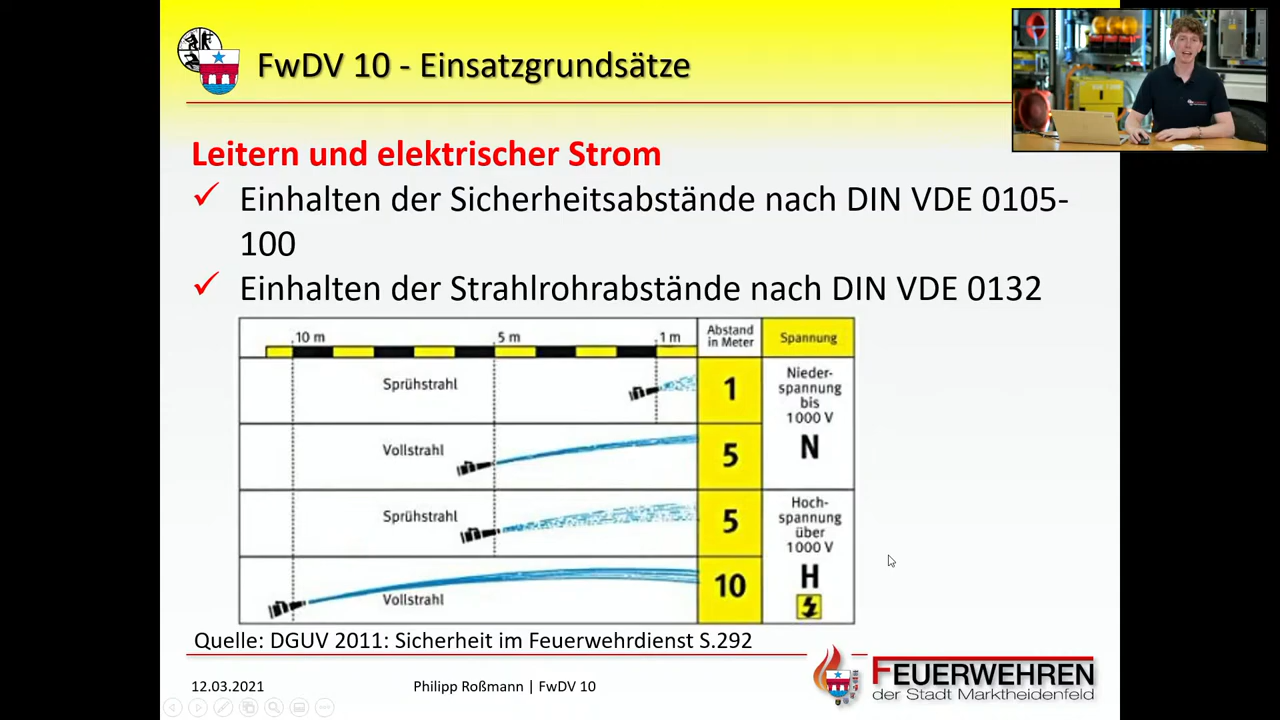 FwDV 10 - Einsatzgrundsätze
Leitern und elektrischer Strom
Einhalten der Sicherheitsabstände nach DIN VDE 0105-
100
Einhalten der Strahlrohrabstände nach DIN VDE 0132
10 m
5 m
1 m
Abstand
in Meter
Spannung
Sprühstrahl
1
Nieder-
spannung
bis
1000 V
N
Vollstrahl
5
Sprühstrahl
5
Hoch-
spannung
über
1000 V
H
Vollstrahl
10
Quelle: DGUV 2011: Sicherheit im Feuerwehrdienst S.292
12.03.2021
Philipp Roßmann | FwDV 10
FEUERWEHREN
der Stadt Marktheidenfeld